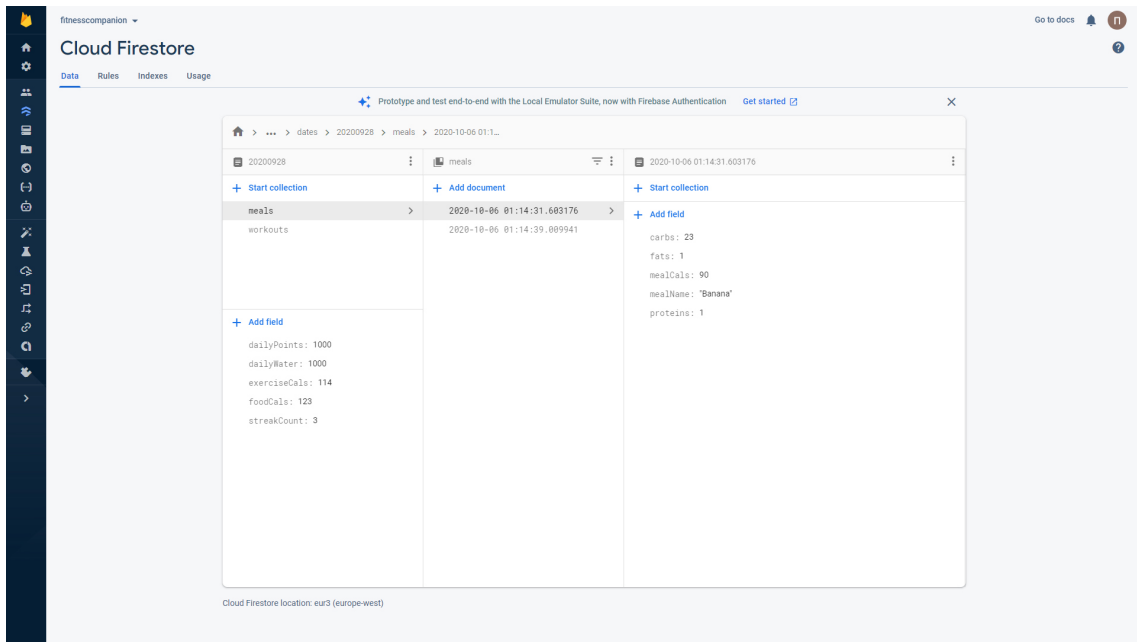 fitnesscompanion
Go to docs
П
Cloud Firestore
Data Rules Indexes Usage
Prototype and test end-to-end with the Local Emulator Suite, now with Firebase Authentication Get started
... > dates > 20200928 > meals > 2020-10-06 01:1...
20200928
Start collection
meals
workouts
Add field
dailyPoints: 1000
dailyWater: 1000
exerciseCals: 114
foodCals: 123
streakCount: 3
meals
Add document
2020-10-06 01:14:31.603176
2020-10-06 01:14:39.009941
2020-10-06 01:14:31.603176
Start collection
Add field
carbs: 23
fats: 1
mealCals: 90
mealName: "Banana"
proteins: 1
Cloud Firestore location: eur3 (europe-west)